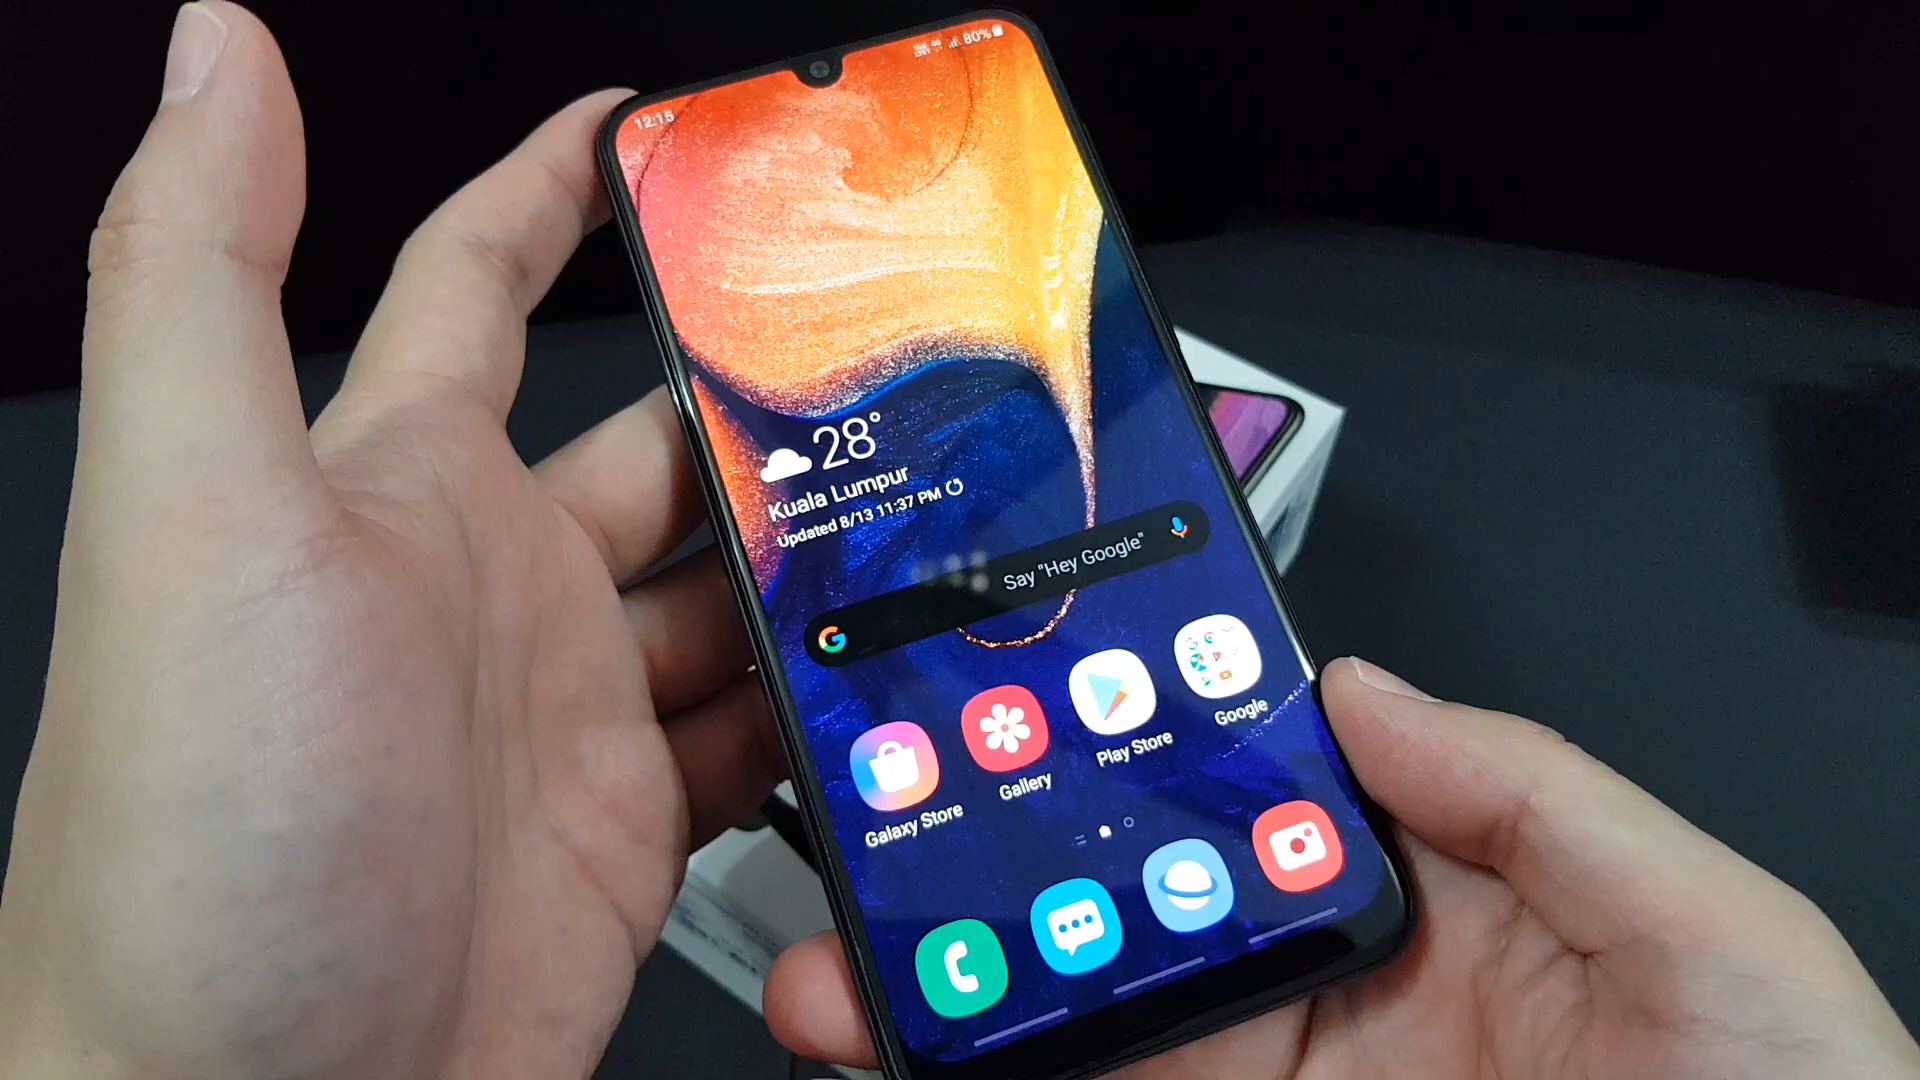 12:15
80%
28°
Kuala Lumpur
Updated 8/13 11:37 PM
Say "Hey Google"
Galaxy Store
Gallery
Play Store
Google